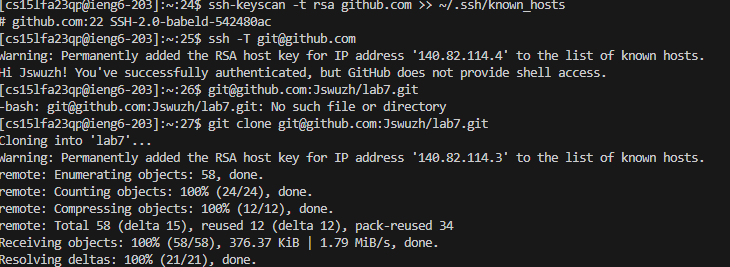 [cs15lfa23qp@ieng6-203]:~:24$ ssh-keyscan -t rsa github.com >> ~/.ssh/known_hosts
# github.com:22 SSH-2.0-babeld-542480ac
[cs15lfa23qp@ieng6-203]:~:25$ ssh -T git@github.com
Warning: Permanently added the RSA host key for IP address '140.82.114.4' to the list of known hosts.
Hi Jswuzh! You've successfully authenticated, but GitHub does not provide shell access.
[cs15lfa23qp@ieng6-203]:~:26$ git@github.com:Jswuzh/lab7.git
-bash: git@github.com:Jswuzh/lab7.git: No such file or directory
[cs15lfa23qp@ieng6-203]:~:27$ git clone git@github.com:Jswuzh/lab7.git
Cloning into 'lab7'...
Warning: Permanently added the RSA host key for IP address '140.82.114.3' to the list of known hosts.
remote: Enumerating objects: 58, done.
remote: Counting objects: 100% (24/24), done.
remote: Compressing objects: 100% (12/12), done.
remote: Total 58 (delta 15), reused 12 (delta 12), pack-reused 34
Receiving objects: 100% (58/58), 376.37 KiB | 1.79 MiB/s, done.
Resolving deltas: 100% (21/21), done.